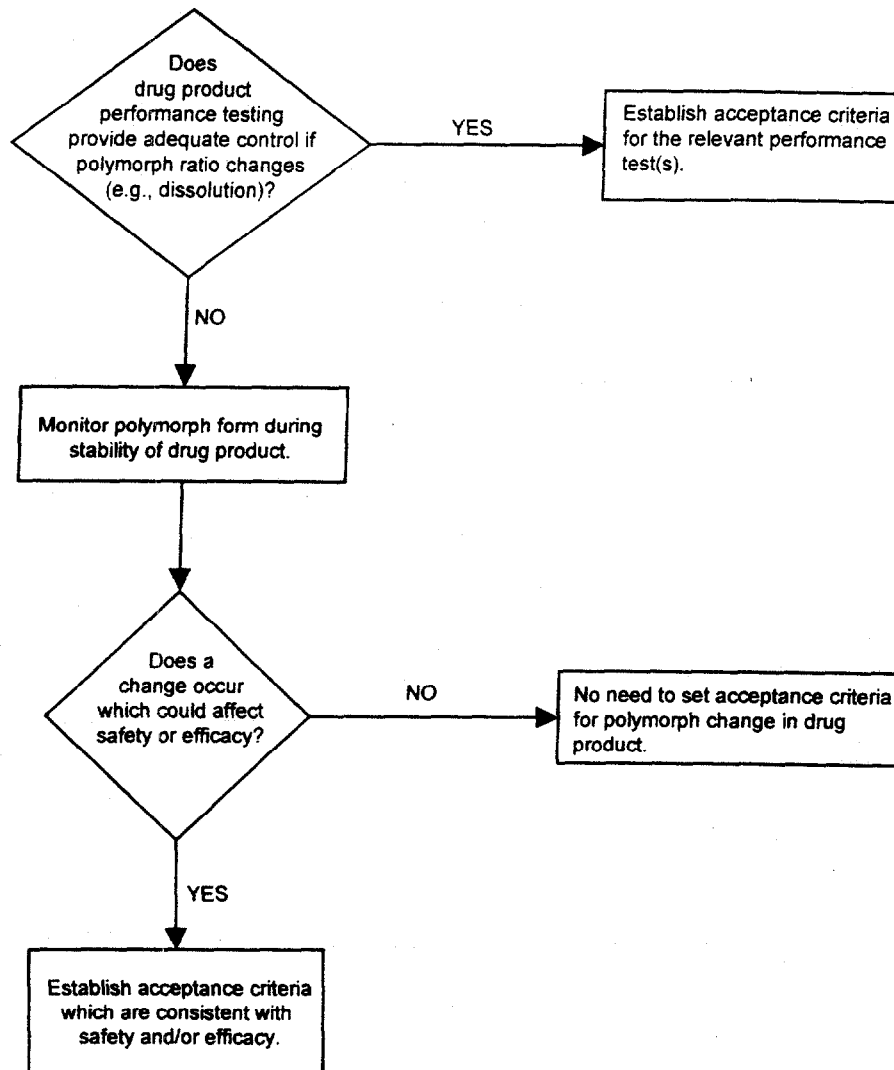 Does
drug product
performance testing
provide adequate control if
polymorph ratio changes
(e.g., dissolution)?
YES
Establish acceptance criteria
for the relevant performance
test(s).
NO
Monitor polymorph form during
stability of drug product.
Does a
change occur
which could affect
safety or efficacy?
NO
No need to set acceptance criteria
for polymorph change in drug
product.
YES
Establish acceptance criteria
which are consistent with
safety and/or efficacy.